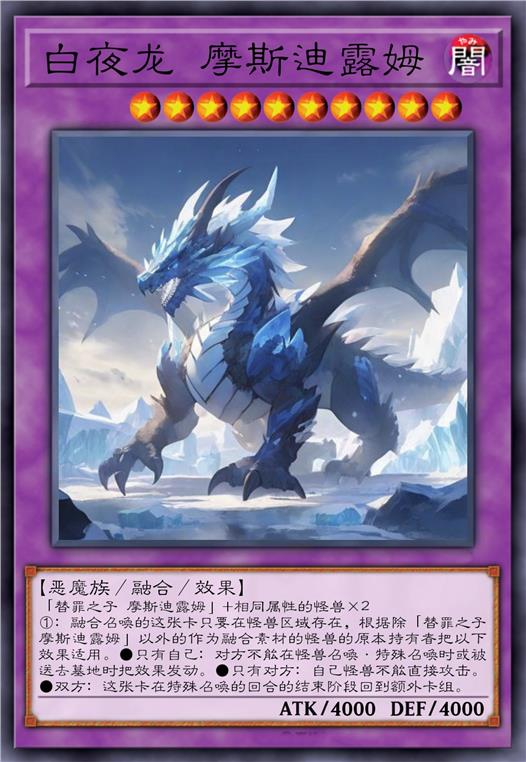 白夜龙 摩斯迪露姆
やみ
闇
【恶魔族／融合／效果】
「替罪之子 摩斯迪露姆」＋相同属性的怪兽×2
①：融合召唤的这张卡只要在怪兽区域存在，根据除「替罪之子
摩斯迪露姆」以外的作为融合素材的怪兽的原本持有者把以下
效果适用。●只有自己：对方不能在怪兽召唤・特殊召唤时或被
送去墓地时把效果发动。●只有对方：自己怪兽不能直接攻击。
●双方：这张卡在特殊召唤的回合的结束阶段回到额外卡组。
ATK/4000 DEF/4000